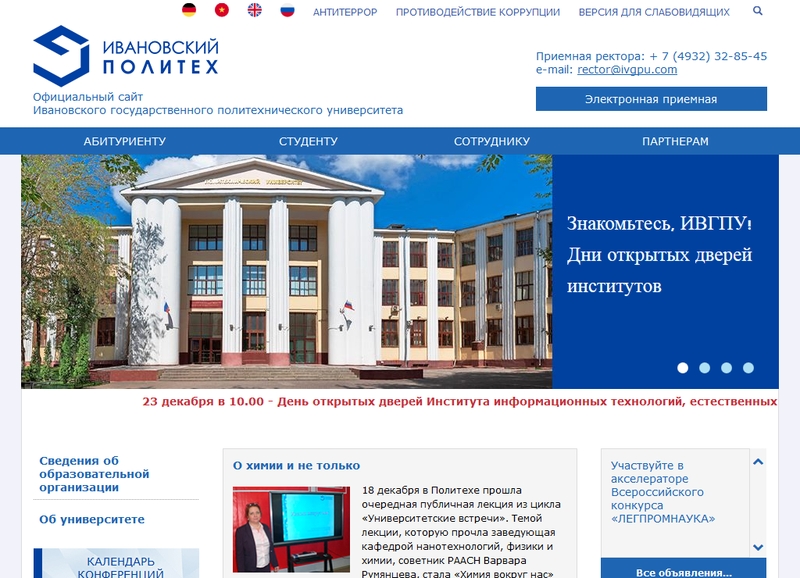 АНТИТЕРРОР ПРОТИВОДЕЙСТВИЕ КОРРУПЦИИ ВЕРСИЯ ДЛЯ СЛАБОВИДЯЩИХ
ИВАНОВСКИЙ
ПОЛИТЕХ
Официальный сайт
Ивановского государственного политехнического университета
Приемная ректора: + 7 (4932) 32-85-45
e-mail: rector@ivgpu.com
Электронная приемная
АБИТУРИЕНТУ СТУДЕНТУ СОТРУДНИКУ ПАРТНЕРАМ
Знакомьтесь, ИВГПУ!
Дни открытых дверей
институтов
23 декабря в 10.00 - День открытых дверей Института информационных технологий, естественных
Сведения об
образовательной
организации
Об университете
КАЛЕНДАРЬ
КОНФЕРЕНЦИЙ
О химии и не только
18 декабря в Политехе прошла
очередная публичная лекция из цикла
«Университетские встречи». Темой
лекции, которую прочла заведующая
кафедрой нанотехнологий, физики и
химии, советник РААСН Варвара
Румянцева, стала «Химия вокруг нас»
Участвуйте в
акселераторе
Всероссийского
конкурса
«ЛЕГПРОМНАУКА»
Все объявления...